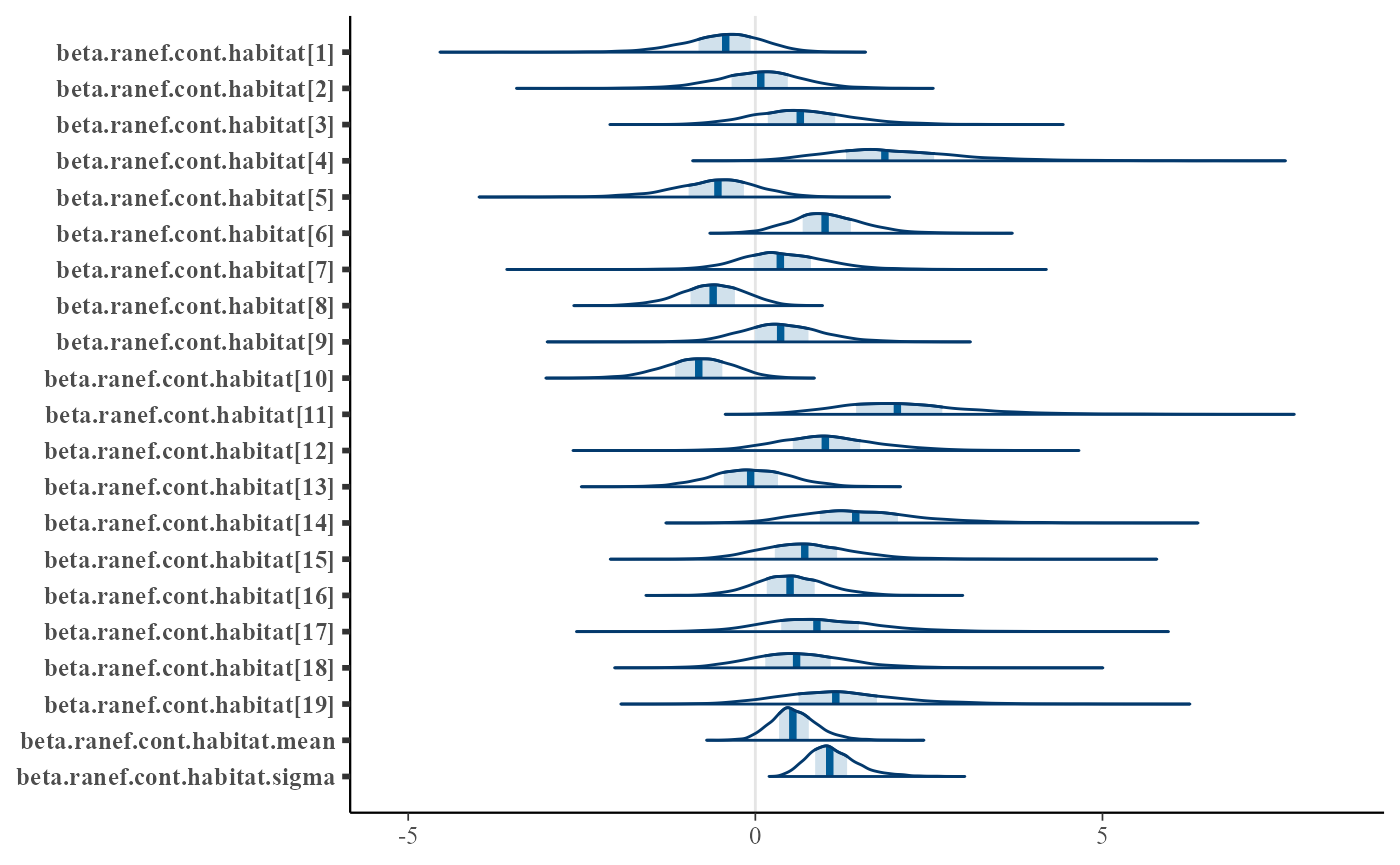 beta.ranef.cont.habitat[1]
beta.ranef.cont.habitat[2]
beta.ranef.cont.habitat[3]
beta.ranef.cont.habitat[4]
beta.ranef.cont.habitat[5]
beta.ranef.cont.habitat[6]
beta.ranef.cont.habitat[7]
beta.ranef.cont.habitat[8]
beta.ranef.cont.habitat[9]
beta.ranef.cont.habitat[10]
beta.ranef.cont.habitat[11]
beta.ranef.cont.habitat[12]
beta.ranef.cont.habitat[13]
beta.ranef.cont.habitat[14]
beta.ranef.cont.habitat[15]
beta.ranef.cont.habitat[16]
beta.ranef.cont.habitat[17]
beta.ranef.cont.habitat[18]
beta.ranef.cont.habitat[19]
beta.ranef.cont.habitat.mean
beta.ranef.cont.habitat.sigma
-5 0 5